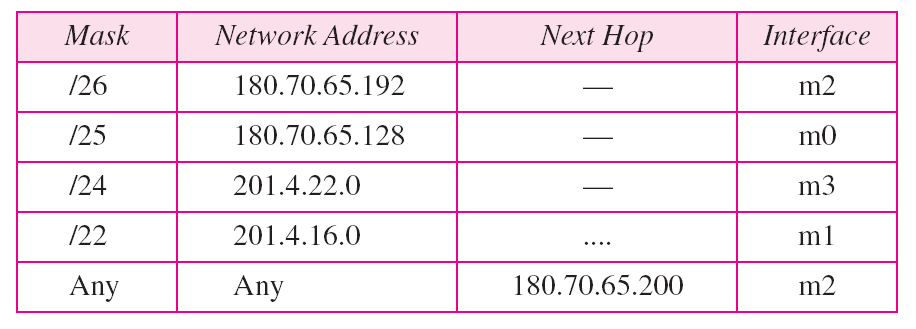 Mask Network Address Next Hop Interface
/26 180.70.65.192 — m2
/25 180.70.65.128 — m0
/24 201.4.22.0 — m3
/22 201.4.16.0 .... m1
Any Any 180.70.65.200 m2